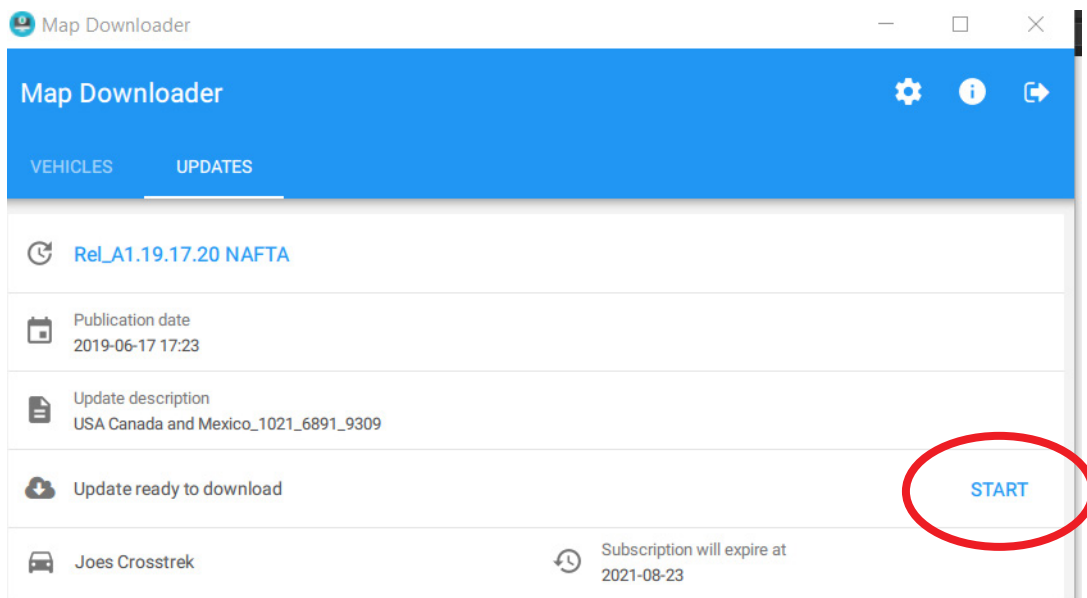 Map Downloader
Map Downloader
VEHICLES UPDATES
Rel_A1.19.17.20 NAFTA
Publication date
2019-06-17 17:23
Update description
USA Canada and Mexico_1021_6891_9309
Update ready to download START
Joes Crosstrek
Subscription will expire at
2021-08-23